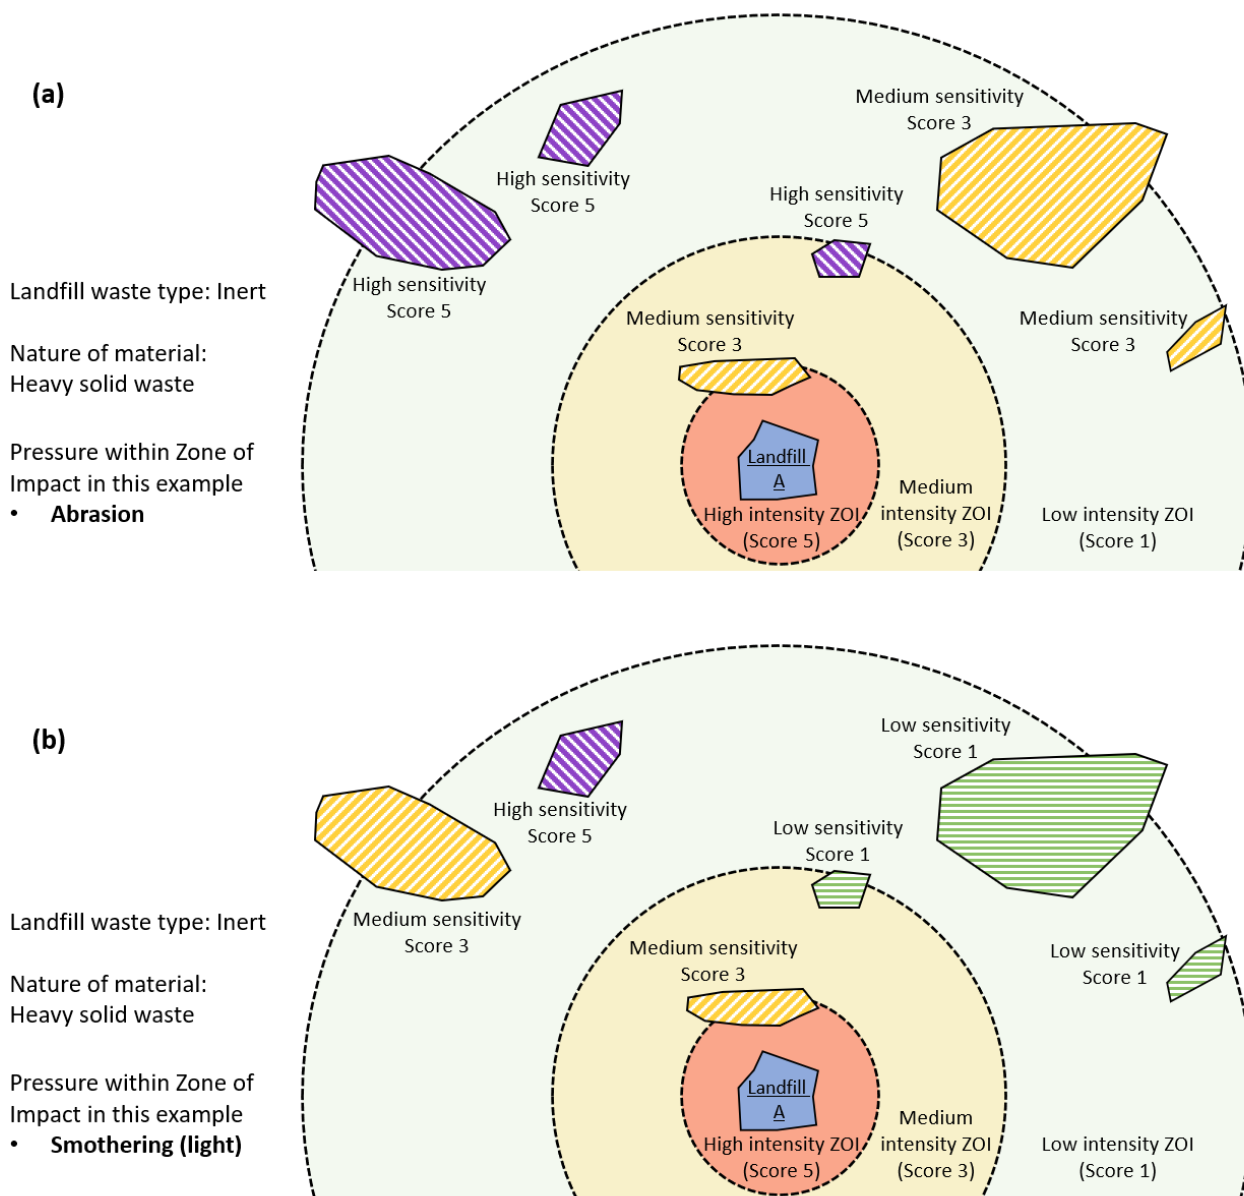 (a)
Landfill waste type: Inert
Nature of material:
Heavy solid waste
Pressure within Zone of
Impact in this example
• Abrasion
High sensitivity
Score 5
High sensitivity
Score 5
Medium sensitivity
Score 3
High sensitivity
Score 5
Medium sensitivity
Score 3
Medium sensitivity
Score 3
Landfill
A
High intensity ZOI
(Score 5)
Medium
intensity ZOI
(Score 3)
Low intensity ZOI
(Score 1)
(b)
Landfill waste type: Inert
Nature of material:
Heavy solid waste
Pressure within Zone of
Impact in this example
• Smothering (light)
High sensitivity
Score 5
Medium sensitivity
Score 3
Low sensitivity
Score 1
Low sensitivity
Score 1
Medium sensitivity
Score 3
Low sensitivity
Score 1
Landfill
A
High intensity ZOI
(Score 5)
Medium
intensity ZOI
(Score 3)
Low intensity ZOI
(Score 1)